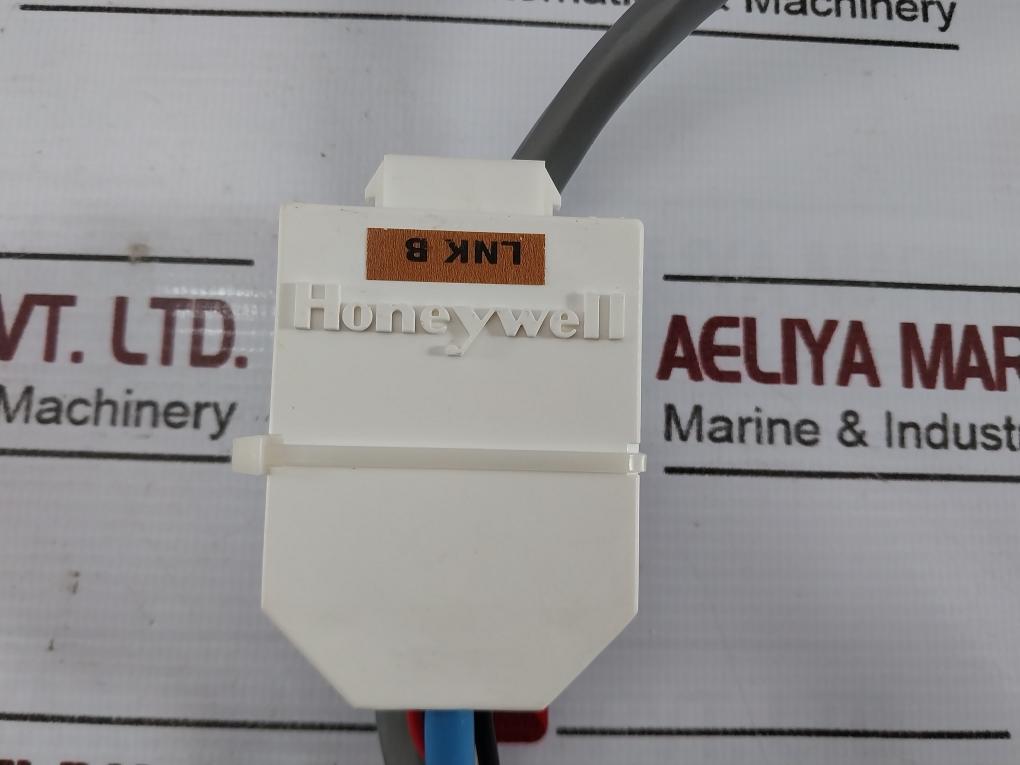 & Machinery
LNK B
Honeywell
VT. LTD.
Machinery
AELIYA MAR
Marine & Indust